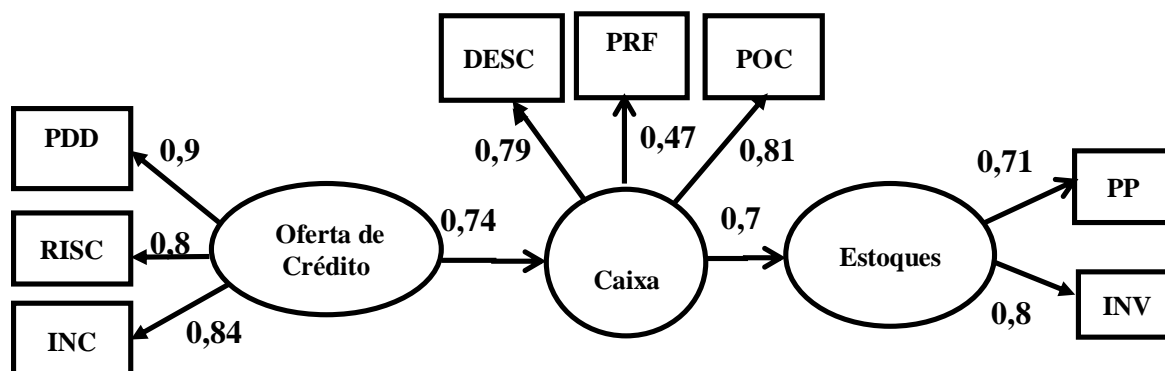 DESC
PRF
POC
PDD
0,9
0,79
0,47
0,81
0,71
PP
RISC
0,8
Oferta de
Crédito
0,74
Caixa
0,7
Estoques
INC
0,84
0,8
INV